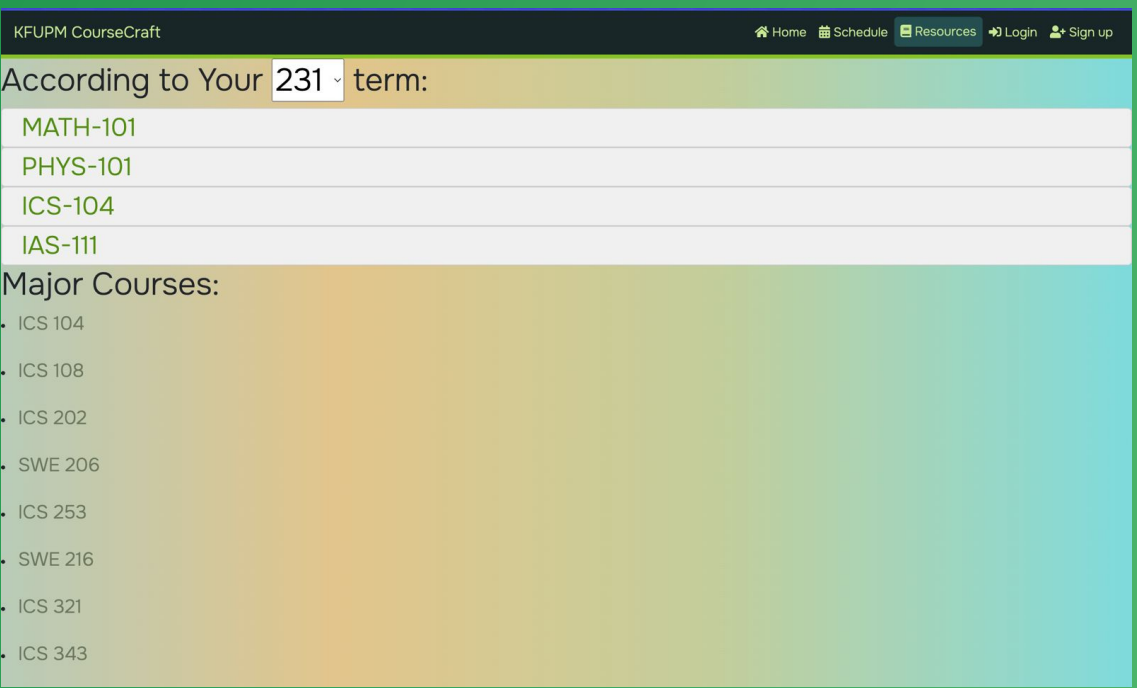 KFUPM CourseCraft Home Schedule Resources Login Sign up
According to Your 231 term:
MATH-101
PHYS-101
ICS-104
IAS-111
Major Courses:
• ICS 104
• ICS 108
• ICS 202
• SWE 206
• ICS 253
• SWE 216
• ICS 321
• ICS 343